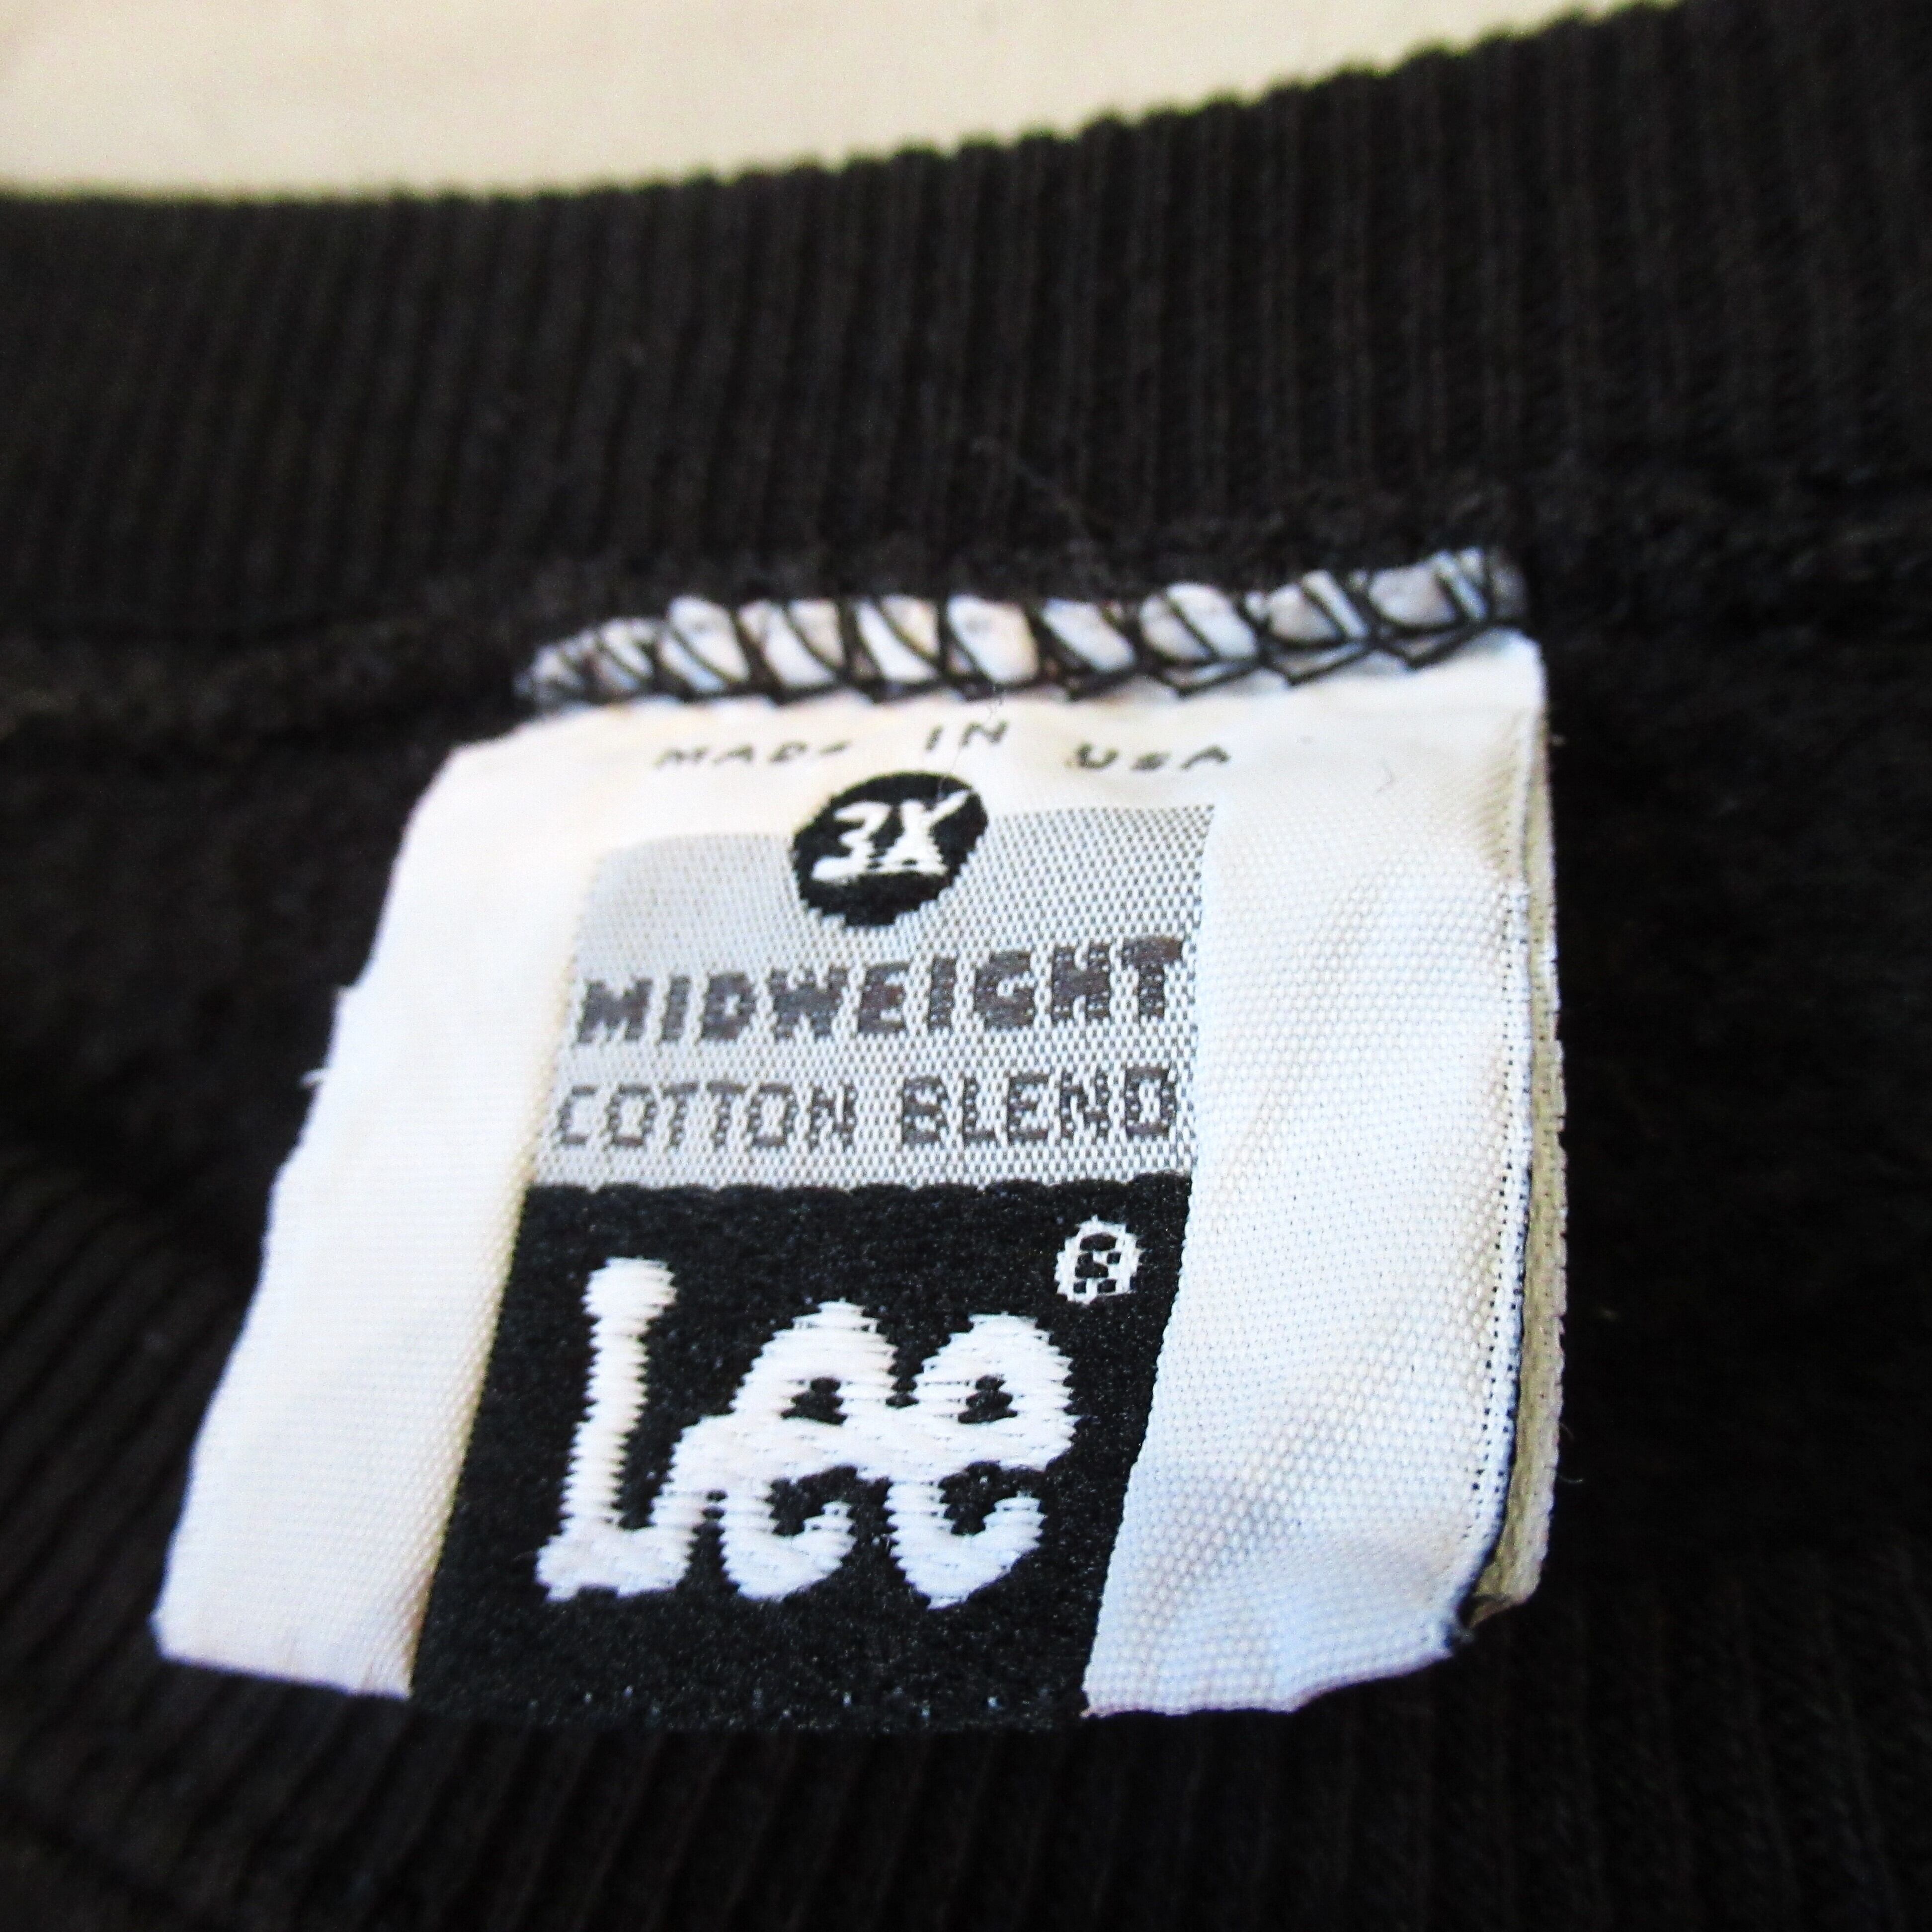 MADE IN USA
3X
MIDWEIGHT
COTTON BLEND
Lee®